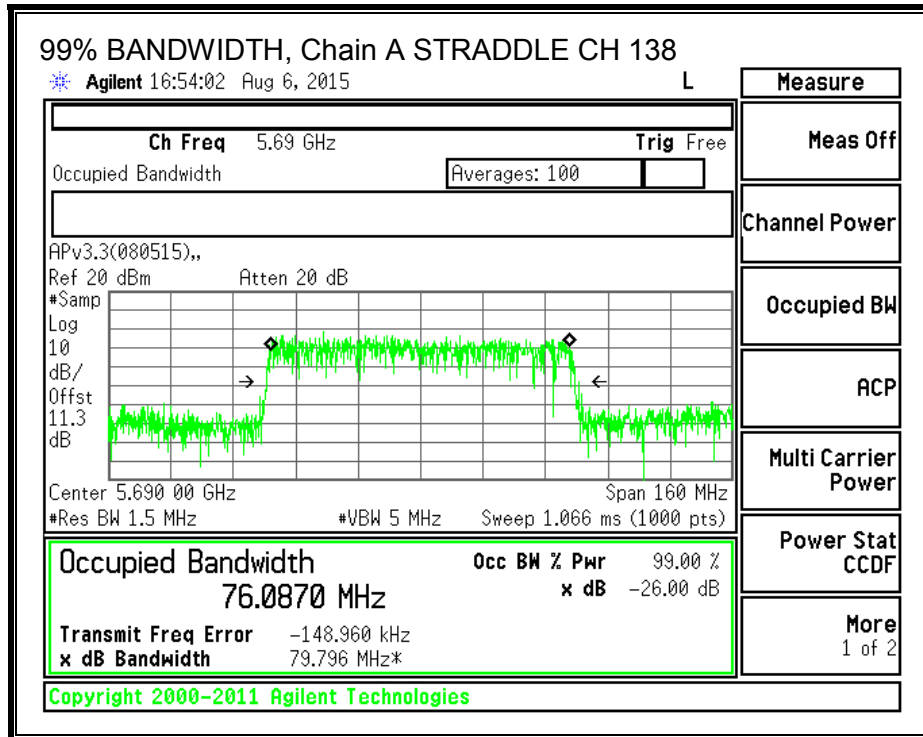 99% BANDWIDTH, Chain A STRADDLE CH 138
Agilent 16:54:02 Aug 6, 2015 L
Measure
Ch Freq 5.69 GHz Trig Free
Meas Off
Occupied Bandwidth Averages: 100
Channel Power
APv3.3(080515),,
Ref 20 dBm Atten 20 dB
#Samp
Log
10
dB/
Offst
11.3
dB
Occupied BW
ACP
Multi Carrier
Power
Center 5.690 00 GHz Span 160 MHz
#Res BW 1.5 MHz #VBW 5 MHz Sweep 1.066 ms (1000 pts)
Power Stat
CCDF
Occupied Bandwidth Occ BW % Pwr 99.00 %
76.0870 MHz x dB -26.00 dB
Transmit Freq Error -148.960 kHz
x dB Bandwidth 79.796 MHz*
More
1 of 2
Copyright 2000-2011 Agilent Technologies